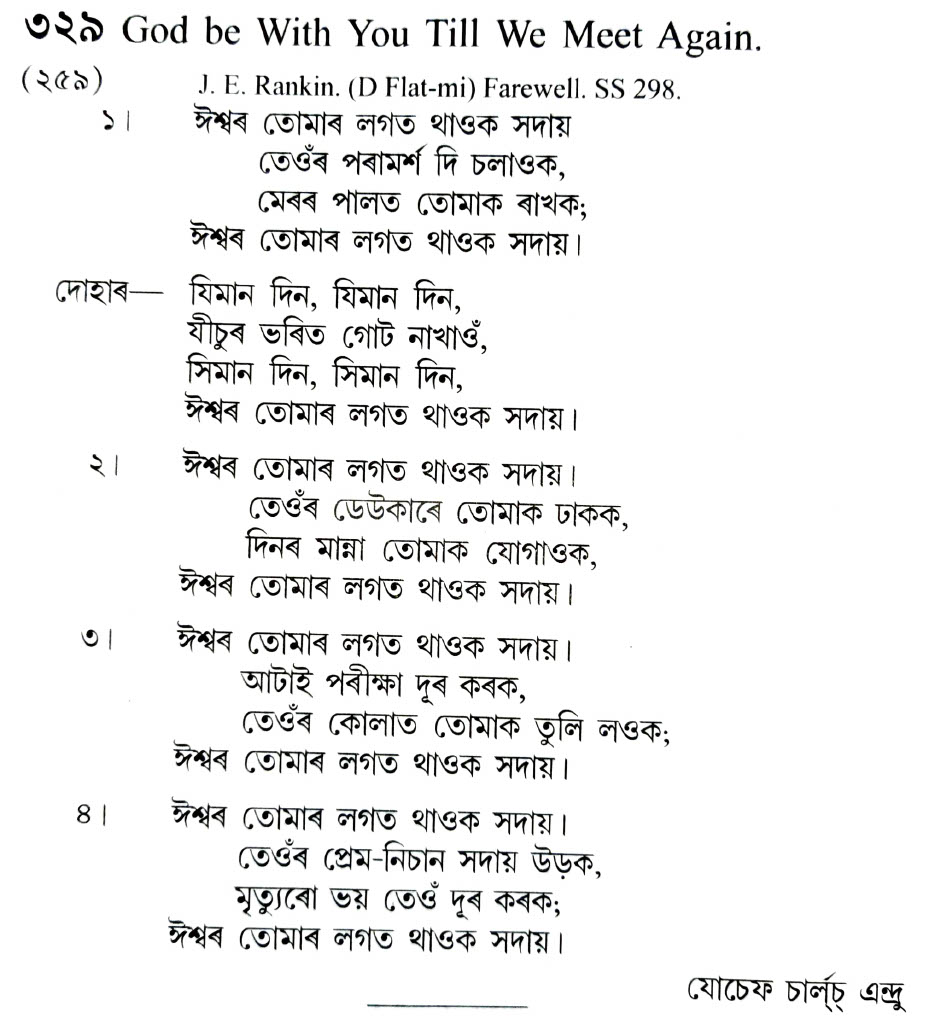 ৩২৯ God be With You Till We Meet Again.
(২৫৯) J. E. Rankin. (D Flat-mi) Farewell. SS 298.
১। ঈশ্বৰ তোমাৰ লগত থাওক সদায়
তেওঁৰ পৰামৰ্শ দি চলাওক,
মেৰৰ পালত তোমাক ৰাখক;
ঈশ্বৰ তোমাৰ লগত থাওক সদায়।
দোহাৰ— যিমান দিন, যিমান দিন,
যীচুৰ ভৰিত গোট নাখাওঁ,
সিমান দিন, সিমান দিন,
ঈশ্বৰ তোমাৰ লগত থাওক সদায়।
২। ঈশ্বৰ তোমাৰ লগত থাওক সদায়।
তেওঁৰ ডেউকাৰে তোমাক ঢাকক,
দিনৰ মান্না তোমাক যোগাওক,
ঈশ্বৰ তোমাৰ লগত থাওক সদায়।
৩। ঈশ্বৰ তোমাৰ লগত থাওক সদায়।
আটাই পৰীক্ষা দূৰ কৰক,
তেওঁৰ কোলাত তোমাক তুলি লওক;
ঈশ্বৰ তোমাৰ লগত থাওক সদায়।
৪। ঈশ্বৰ তোমাৰ লগত থাওক সদায়।
তেওঁৰ প্ৰেম-নিচান সদায় উড়ক,
মৃত্যুৰো ভয় তেওঁ দূৰ কৰক;
ঈশ্বৰ তোমাৰ লগত থাওক সদায়।
যোচেফ চাৰ্ল্চ্ এন্দ্ৰু